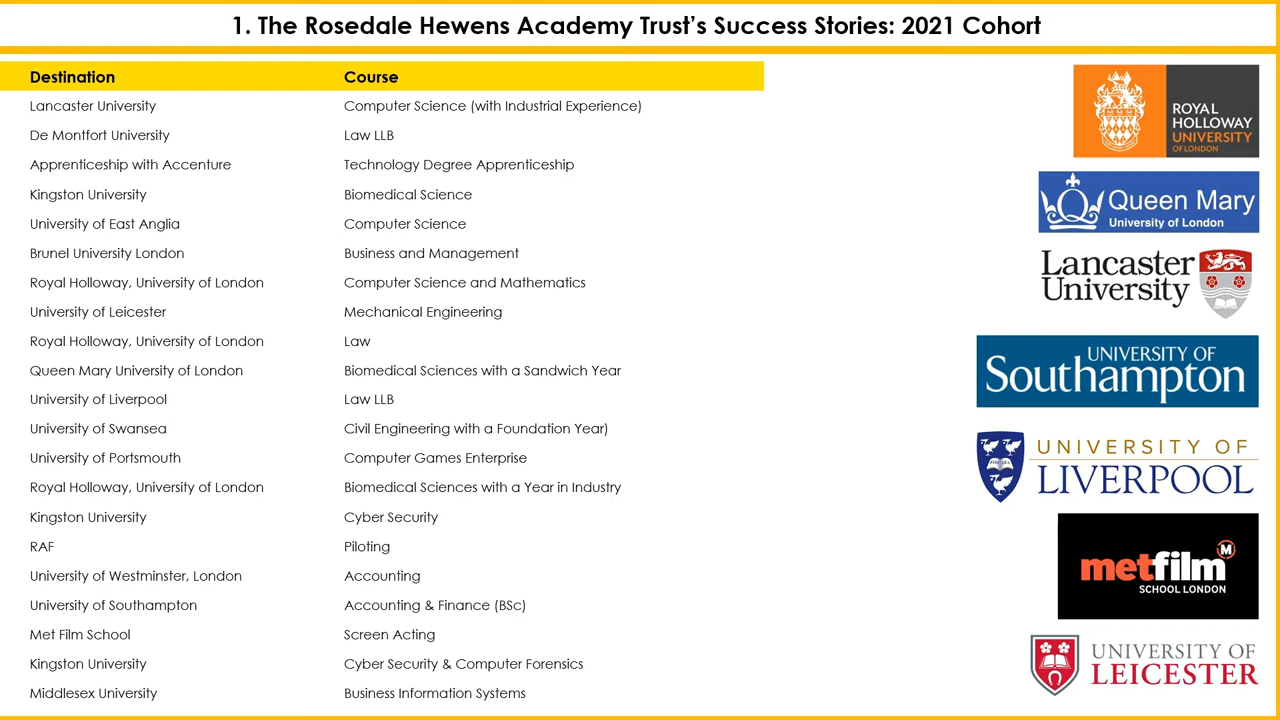 1. The Rosedale Hewens Academy Trust's Success Stories: 2021 Cohort
Destination Course
Lancaster University Computer Science (with Industrial Experience)
De Montfort University Law LLB
Apprenticeship with Accenture Technology Degree Apprenticeship
Kingston University Biomedical Science
University of East Anglia Computer Science
Brunel University London Business and Management
Royal Holloway, University of London Computer Science and Mathematics
University of Leicester Mechanical Engineering
Royal Holloway, University of London Law
Queen Mary University of London Biomedical Sciences with a Sandwich Year
University of Liverpool Law LLB
University of Swansea Civil Engineering with a Foundation Year)
University of Portsmouth Computer Games Enterprise
Royal Holloway, University of London Biomedical Sciences with a Year in Industry
Kingston University Cyber Security
RAF Piloting
University of Westminster, London Accounting
University of Southampton Accounting & Finance (BSc)
Met Film School Screen Acting
Kingston University Cyber Security & Computer Forensics
Middlesex University Business Information Systems
ROYAL
HOLLOWAY
UNIVERSITY
OF LONDON
Queen Mary
University of London
Lancaster
University
UNIVERSITY OF
Southampton
UNIVERSITY OF
LIVERPOOL
metfilm M
SCHOOL LONDON
UNIVERSITY OF
LEICESTER